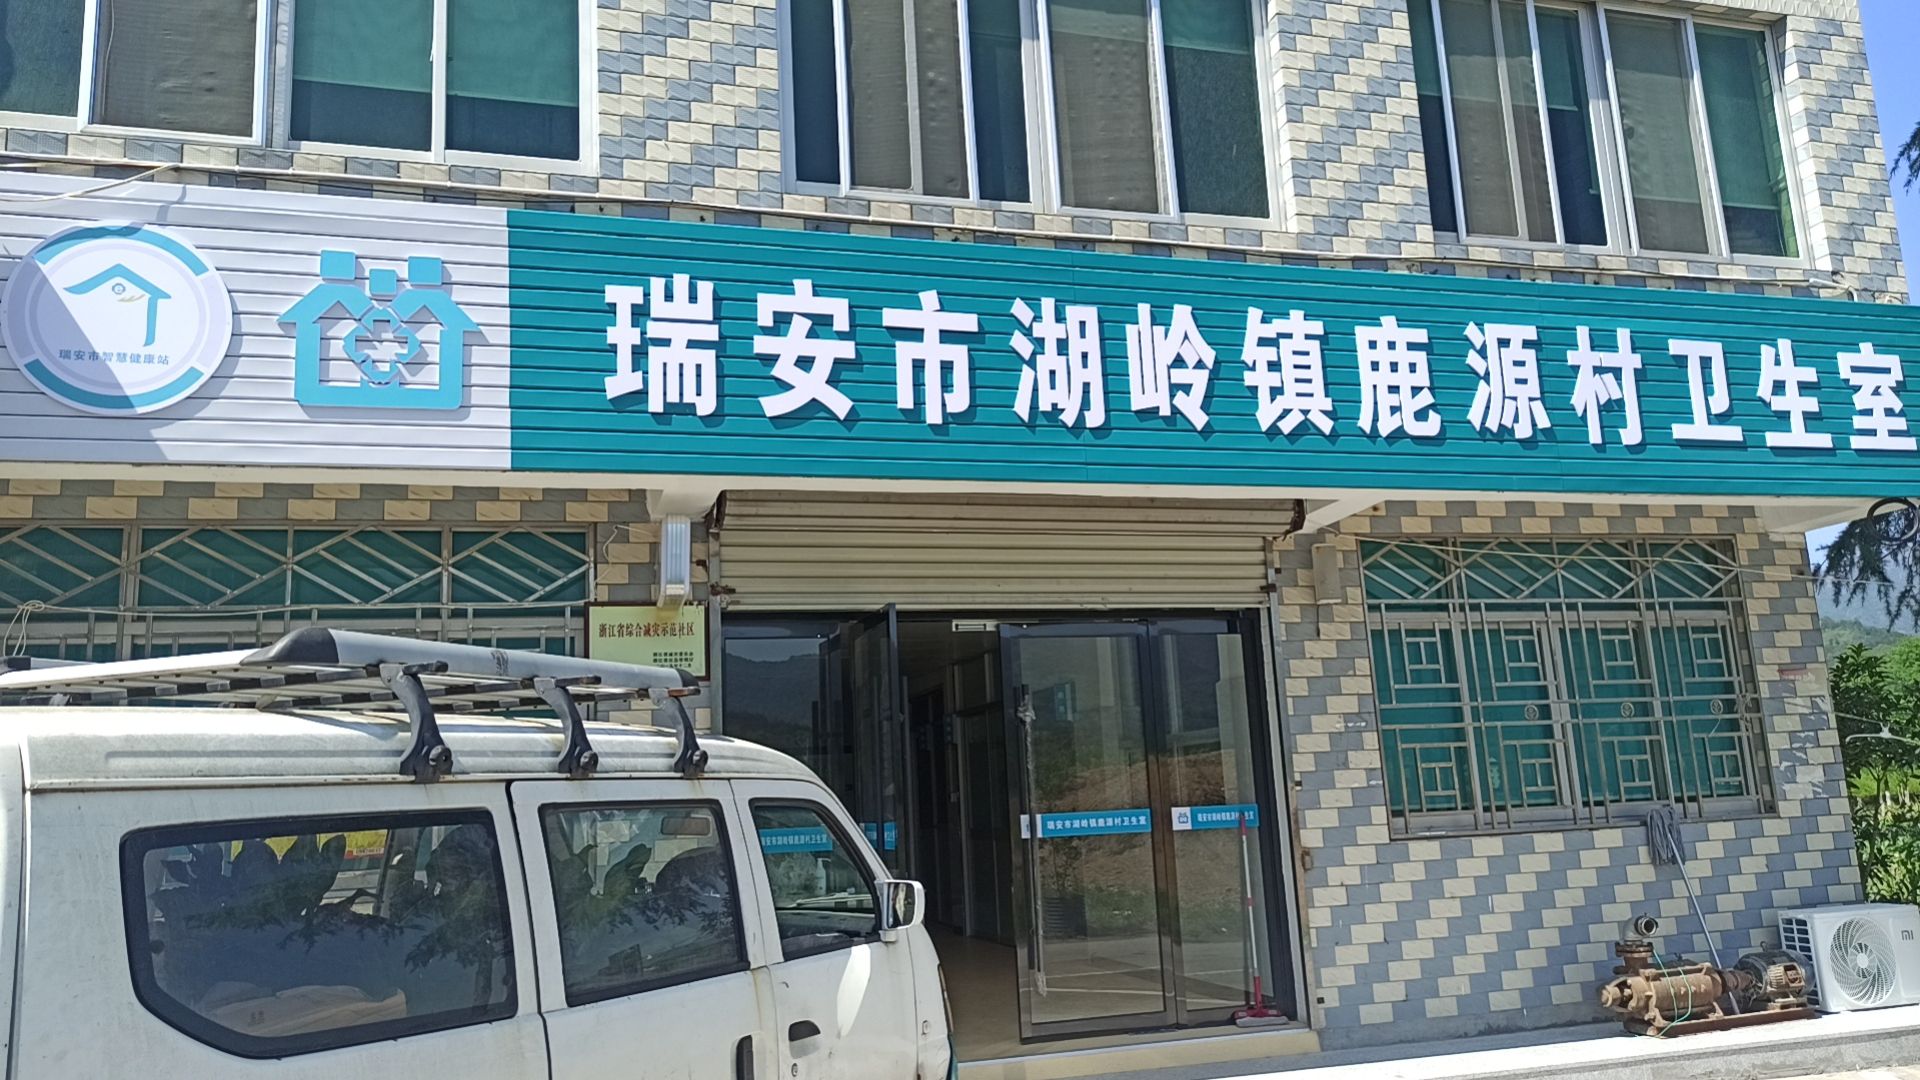 瑞安市智慧健康站
瑞安市湖岭镇鹿源村卫生室
浙江省综合减灾示范社区
瑞安市湖岭镇鹿源村卫生室
瑞安市湖岭镇鹿源村卫生室
安市湖岭镇鹿源村卫生室
mi